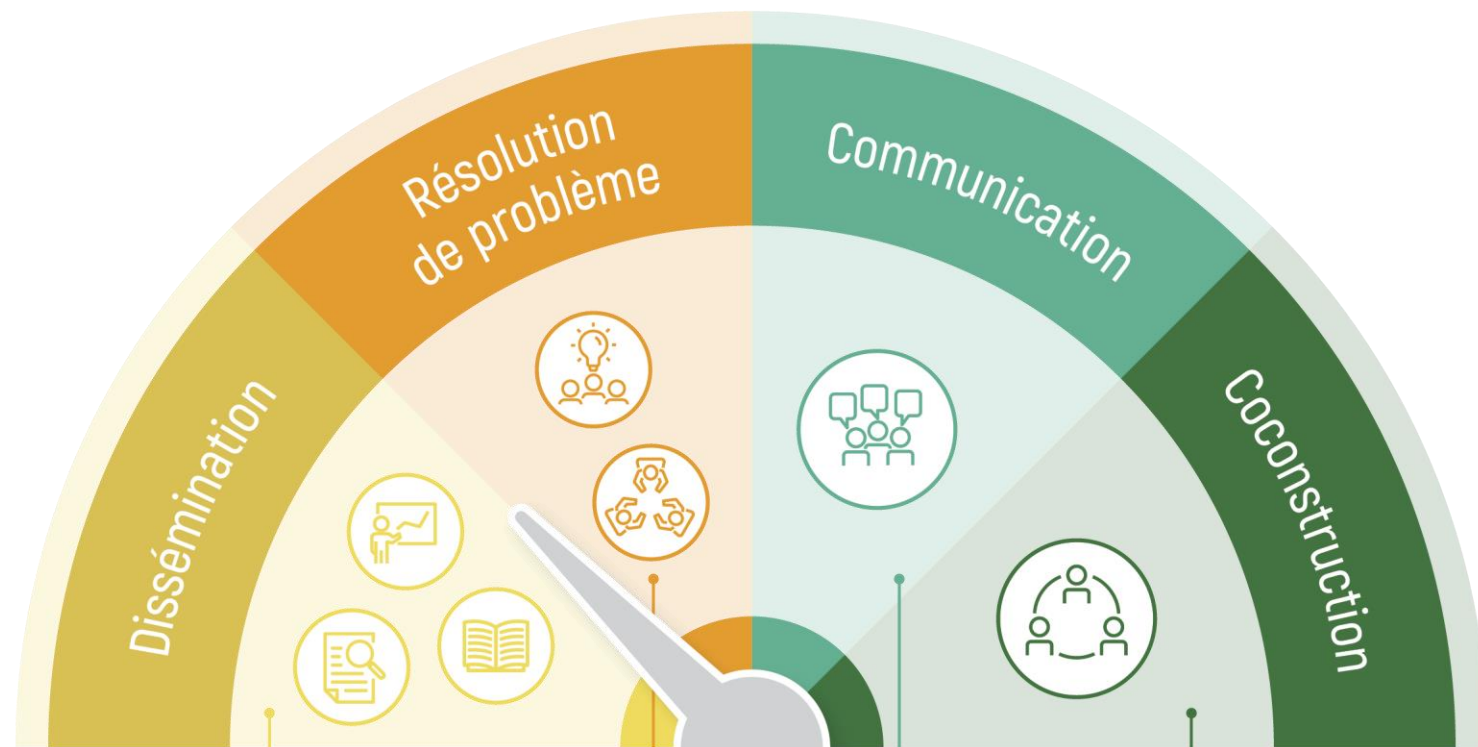 Dissémination
Résolution
de problème
Communication
Coconstruction